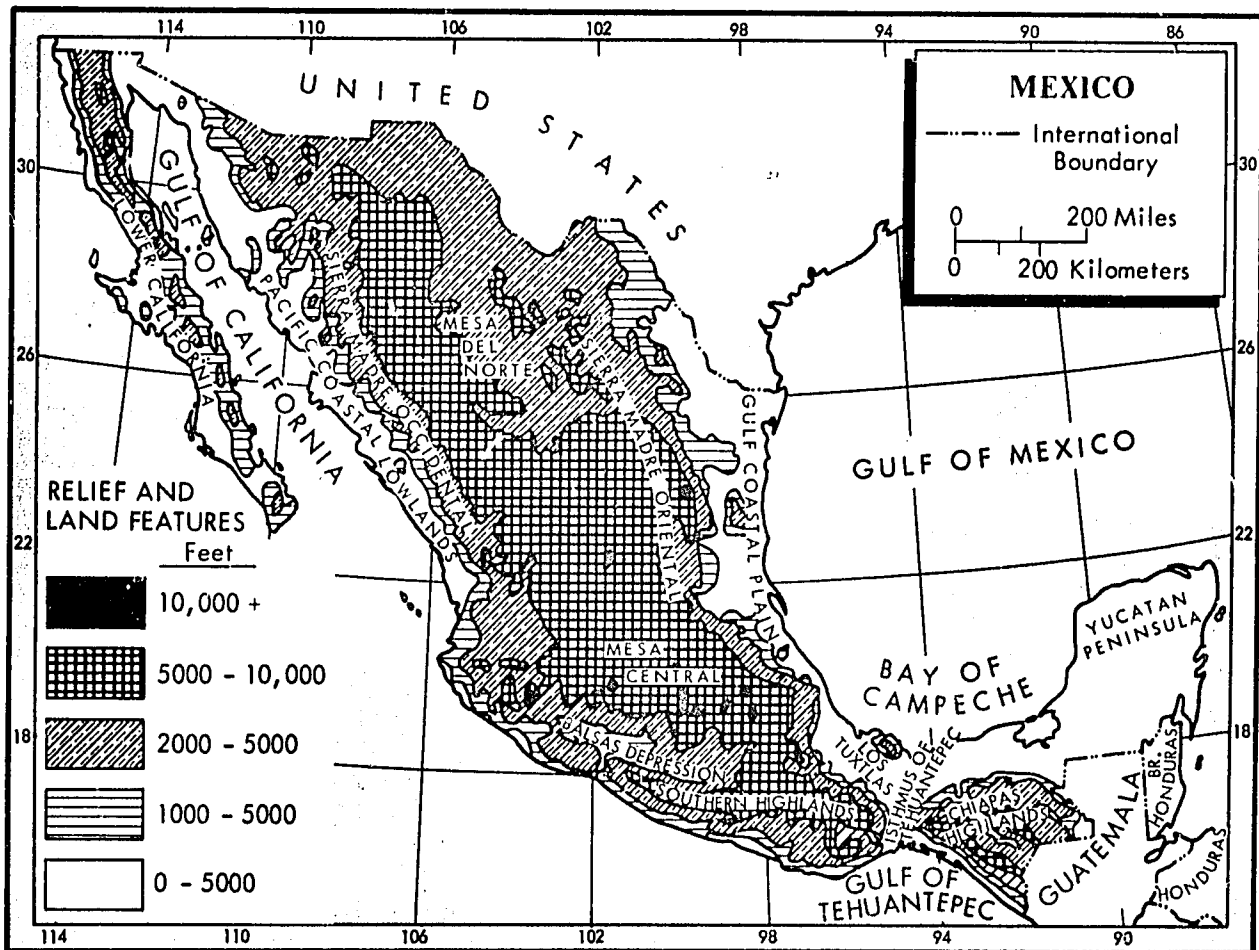 114 110 106 102 98 94 90 86
MEXICO
International
Boundary
0 200 Miles
0 200 Kilometers
UNITED STATES
30
30
GULF OF CALIFORNIA
LOWER CALIFORNIA
PACIFIC COASTAL LOWLANDS
SIERRA MADRE OCCIDENTAL
MESA
DEL
NORTE
SIERRA MADRE ORIENTAL
GULF COASTAL PLAIN
26
26
GULF OF MEXICO
RELIEF AND
LAND FEATURES
Feet
10,000 +
5000 - 10,000
2000 - 5000
1000 - 5000
0 - 5000
22
22
MESA
CENTRAL
YUCATAN
PENINSULA
BAY OF
CAMPECHE
18
18
BALSAS DEPRESSION
SOUTHERN HIGHLANDS
LOS
TUXILAS
ISTHMUS OF
TEHUANTEPEC
CHIAPAS
HIGHLANDS
GUATEMALA
BR.
HONDURAS
HONDURAS
GULF OF
TEHUANTEPEC
114 110 106 102 98 94 90